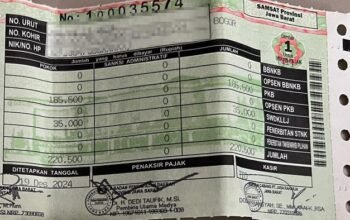 No : 100035574
SAMSAT Provinsi
Jawa Barat
NO. URUT
NO. KOHIR
NIK/NO. HP
BOGOR
1
Jumlah yang harus dibayar (Rupiah)
POKOK
SANKSI ADMINISTRATIF
JUMLAH
0 0 0 BBNKB
0 0 0 OPSEN BBNKB
185.500 0 185.500 PKB
0 0 0 OPSEN PKB
35.000 0 35.000 SWDKLLJ
0 0 0 PENERBITAN STNK
0 0 0
220.500 0 220.500 JUMLAH
DITETAPKAN TANGGAL
19 Des 2024
PENAKSIR PAJAK
Dr. H. DEDI TAUFIK, M.Si.
Pembina Utama Madya